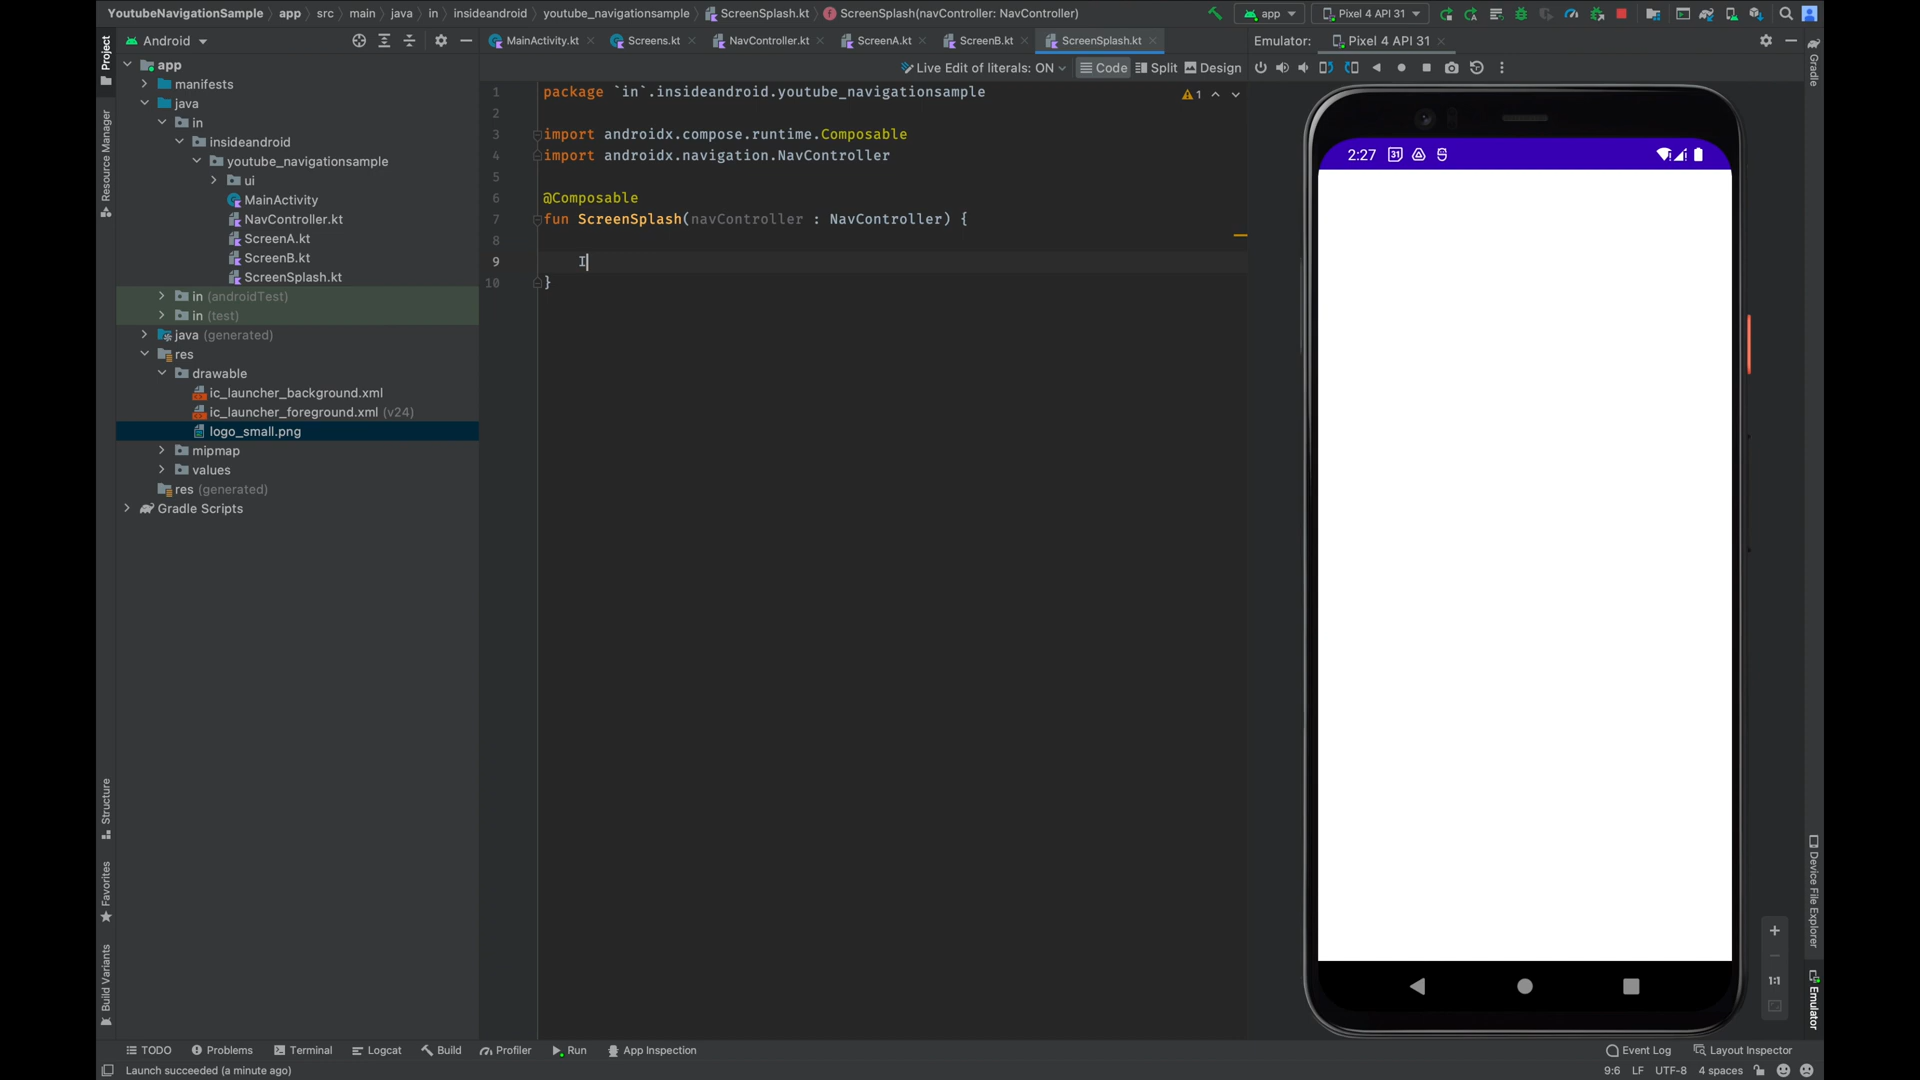 YoutubeNavigationSample app src main java in insideandroid youtube_navigationsample ScreenSplash.kt ScreenSplash(navController: NavController) app Pixel 4 API 31
Project
Android
MainActivity.kt Screens.kt NavController.kt ScreenA.kt ScreenB.kt ScreenSplash.kt
Emulator: Pixel 4 API 31
Gradle
Live Edit of literals: ON Code Split Design
app
manifests
java
in
insideandroid
youtube_navigationsample
ui
MainActivity
NavController.kt
ScreenA.kt
ScreenB.kt
ScreenSplash.kt
in (androidTest)
in (test)
java (generated)
res
drawable
ic_launcher_background.xml
ic_launcher_foreground.xml (v24)
logo_small.png
mipmap
values
res (generated)
Gradle Scripts
Resource Manager
Structure
Favorites
Build Variants
1 package `in`.insideandroid.youtube_navigationsample
1
2
3 import androidx.compose.runtime.Composable
4 import androidx.navigation.NavController
5
6 @Composable
7 fun ScreenSplash(navController : NavController) {
8
9
10 }
2:27 31
1:1
Device File Explorer
Emulator
TODO Problems Terminal Logcat Build Profiler Run App Inspection Event Log Layout Inspector
Launch succeeded (a minute ago) 9:6 LF UTF-8 4 spaces